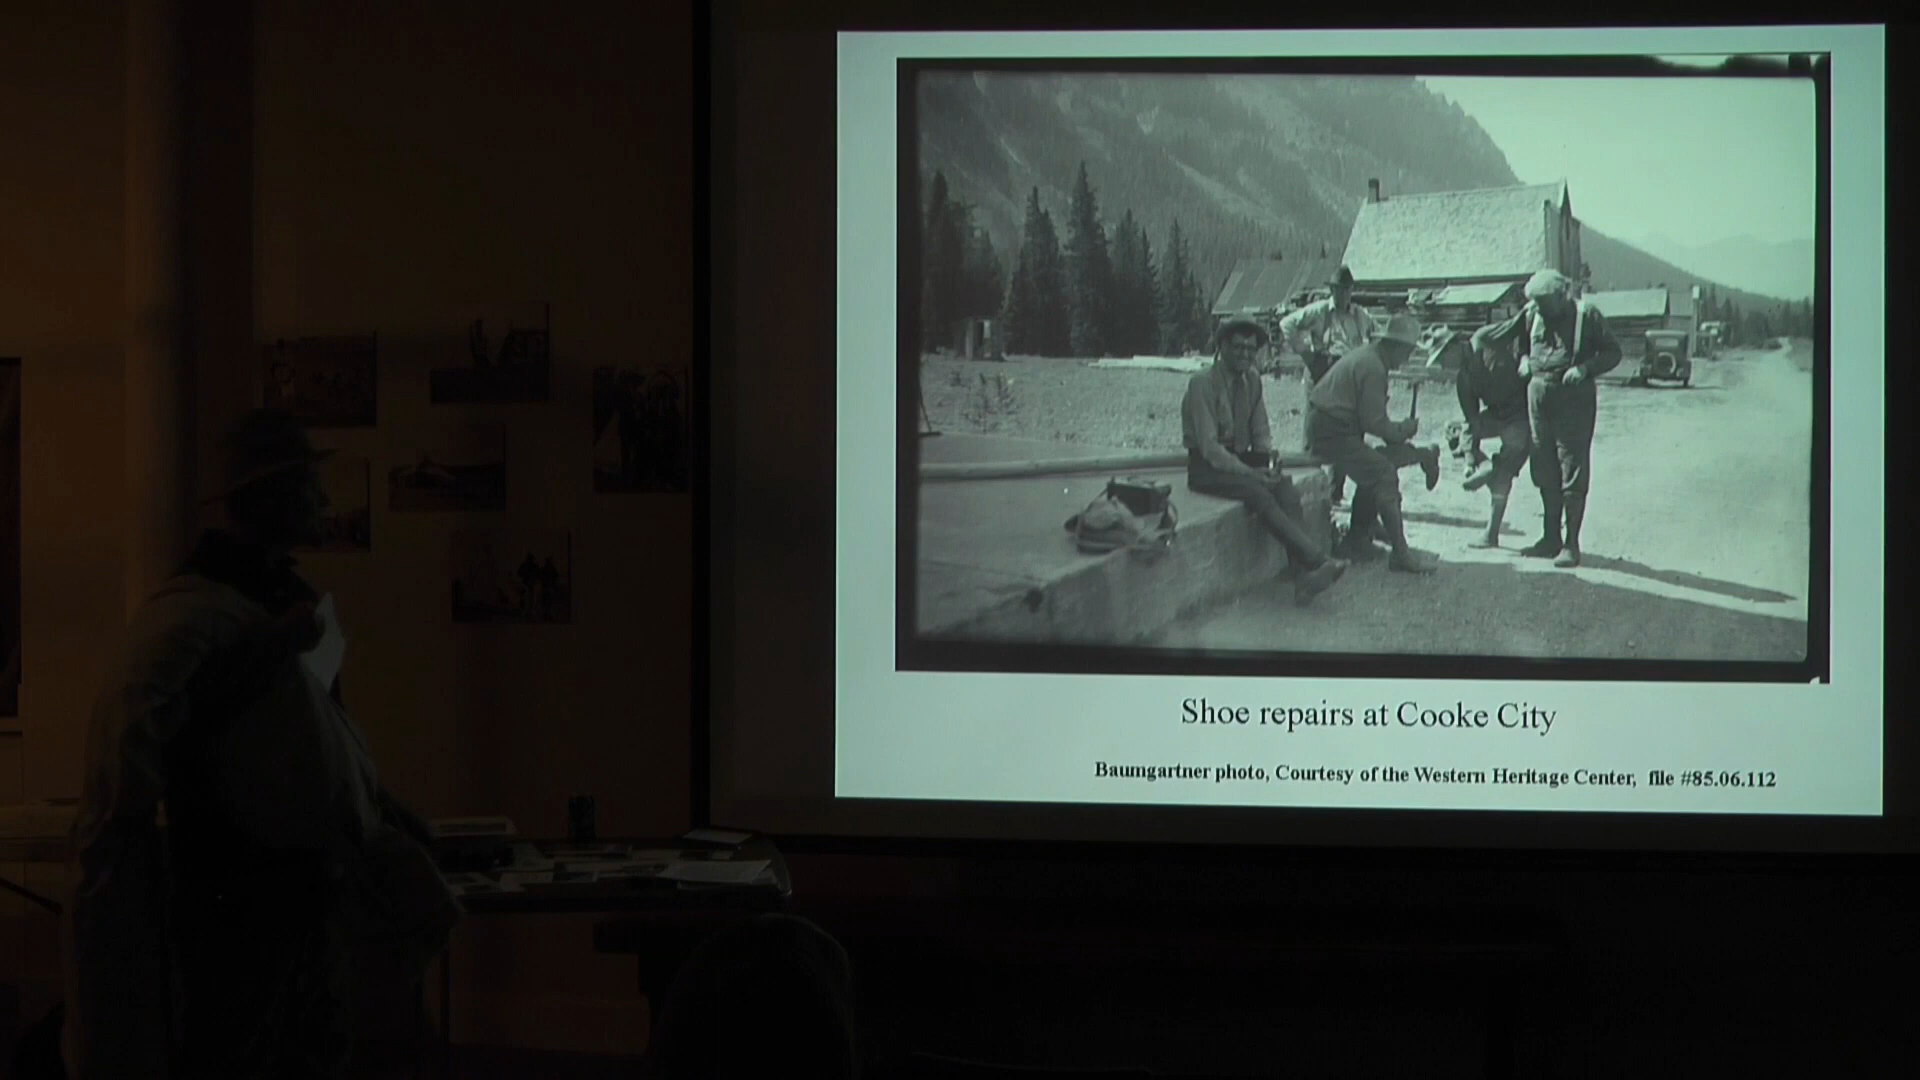 Shoe repairs at Cooke City
Baumgartner photo, Courtesy of the Western Heritage Center, file #85.06.112